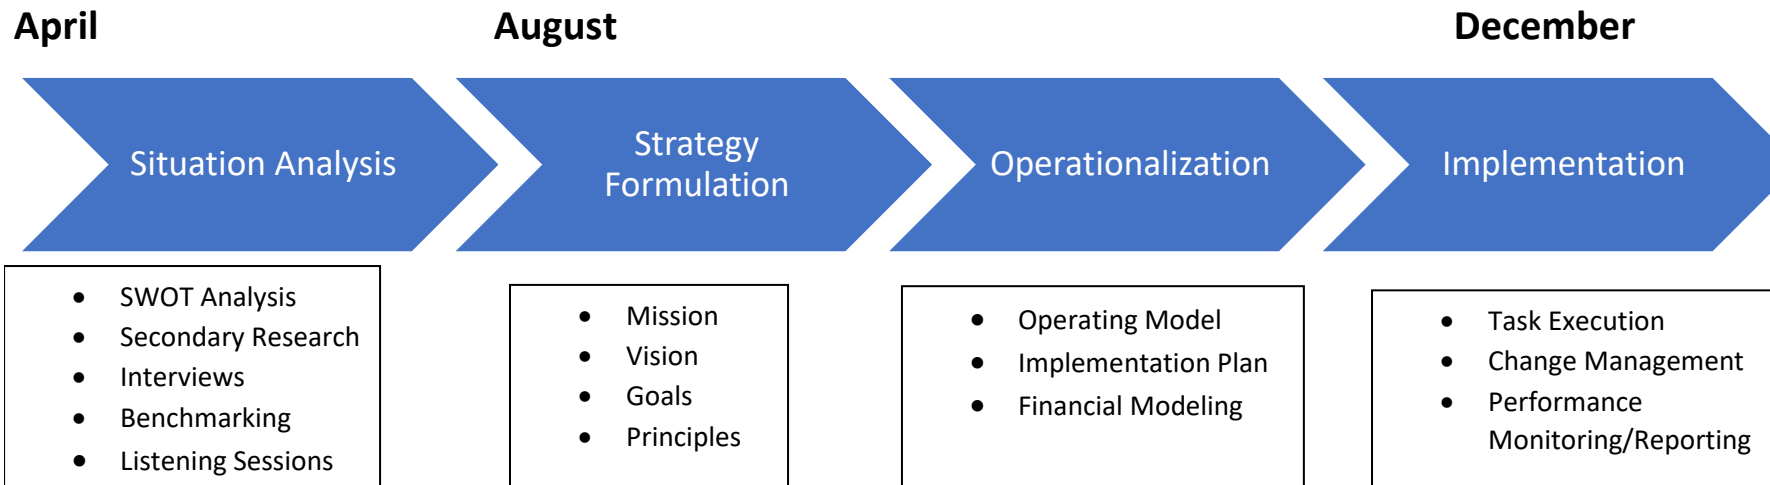 April
August
December
Situation Analysis
Strategy
Formulation
Operationalization
Implementation
• SWOT Analysis
• Secondary Research
• Interviews
• Benchmarking
• Listening Sessions
• Mission
• Vision
• Goals
• Principles
• Operating Model
• Implementation Plan
• Financial Modeling
• Task Execution
• Change Management
• Performance
Monitoring/Reporting